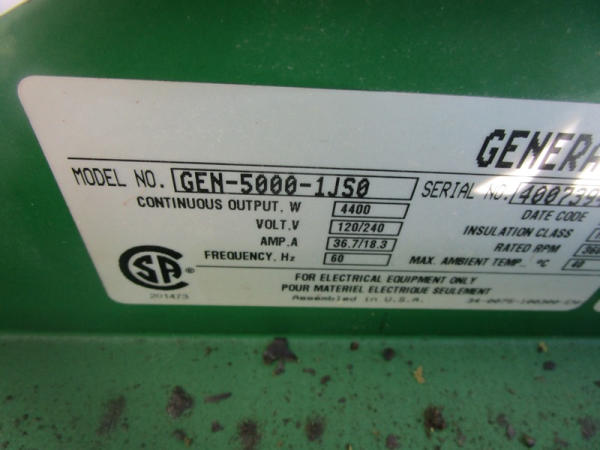 GENERA
MODEL NO. GEN-5000-1JS0 SERIAL NO.
CONTINUOUS OUTPUT, W 4400 DATE CODE
VOLT, V 120/240 INSULATION CLASS
AMP, A 36.7/18.3 RATED RPM
FREQUENCY, Hz 60 MAX. AMBIENT TEMP. °C
SA ®
201473
FOR ELECTRICAL EQUIPMENT ONLY
POUR MATERIEL ELECTRIQUE SEULEMENT
Assembled in U.S.A.